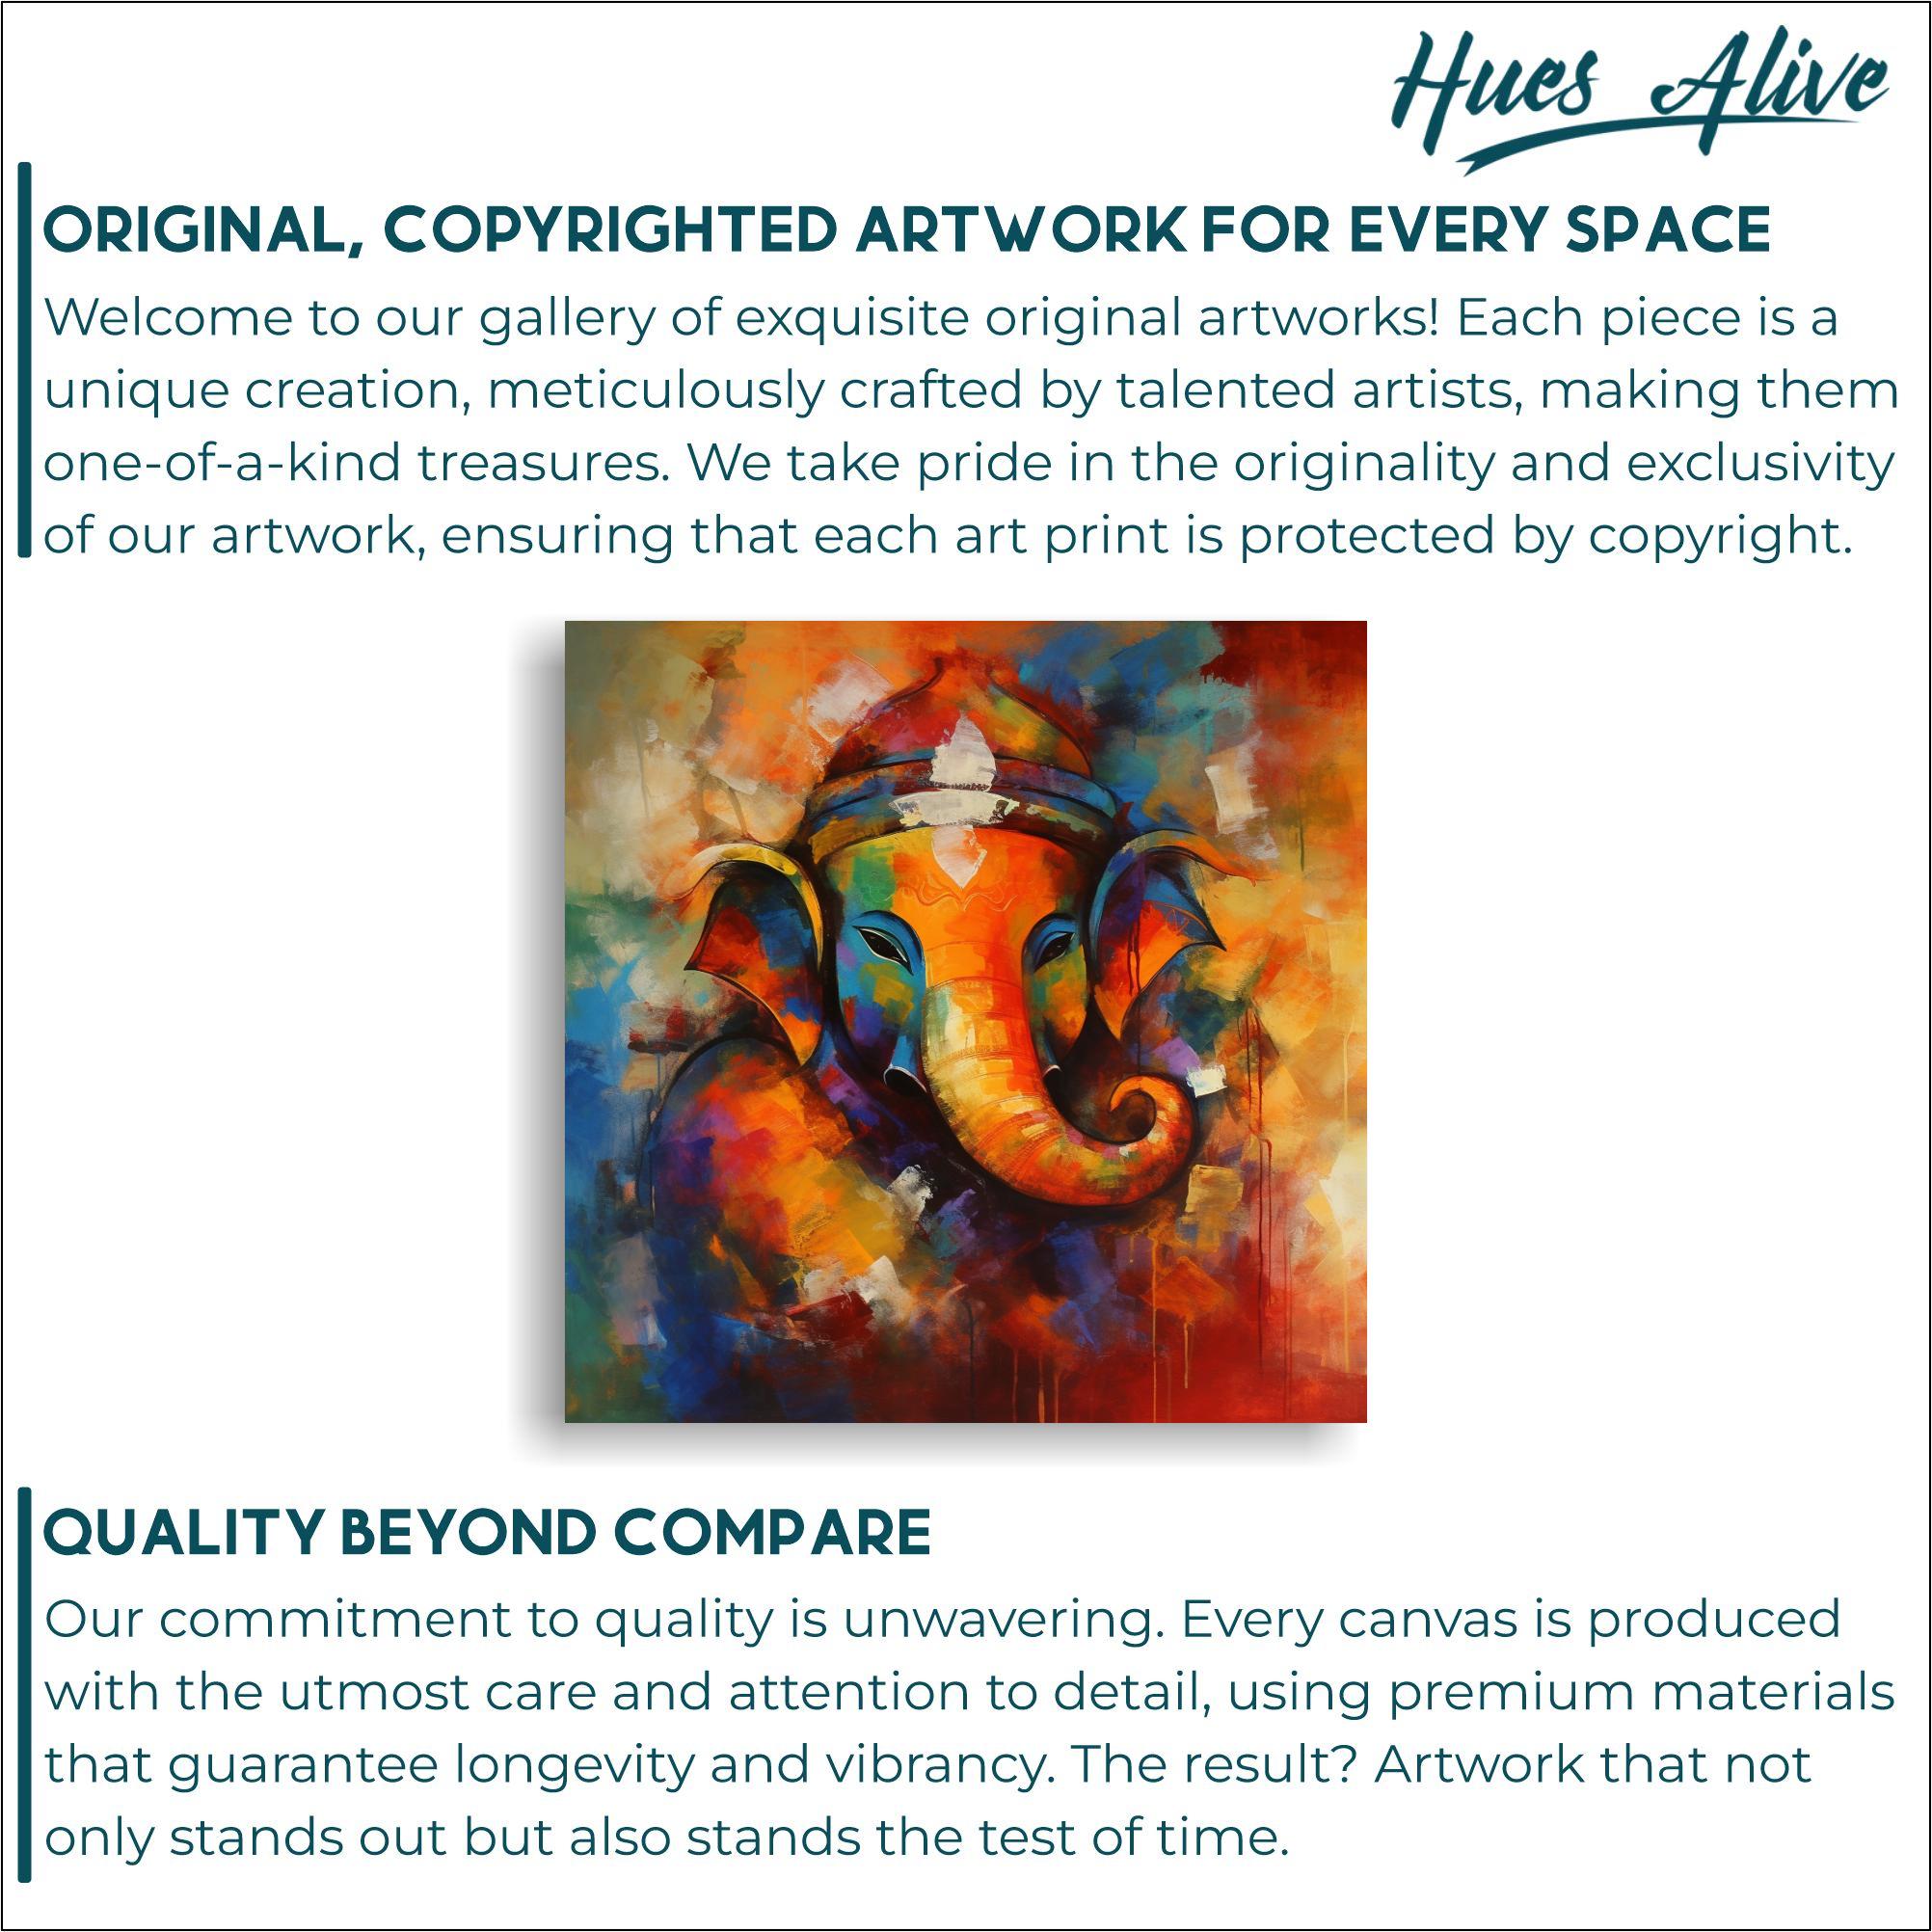 Hues Alive
ORIGINAL, COPYRIGHTED ARTWORK FOR EVERY SPACE
Welcome to our gallery of exquisite original artworks! Each piece is a
unique creation, meticulously crafted by talented artists, making them
one-of-a-kind treasures. We take pride in the originality and exclusivity
of our artwork, ensuring that each art print is protected by copyright.
QUALITY BEYOND COMPARE
Our commitment to quality is unwavering. Every canvas is produced
with the utmost care and attention to detail, using premium materials
that guarantee longevity and vibrancy. The result? Artwork that not
only stands out but also stands the test of time.